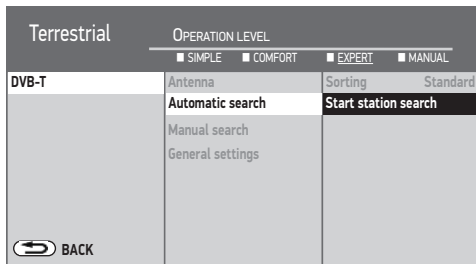 Terrestrial
OPERATION LEVEL
SIMPLE COMFORT EXPERT MANUAL
DVB-T Antenna Sorting Standard
Automatic search Start station search
Manual search
General settings
BACK